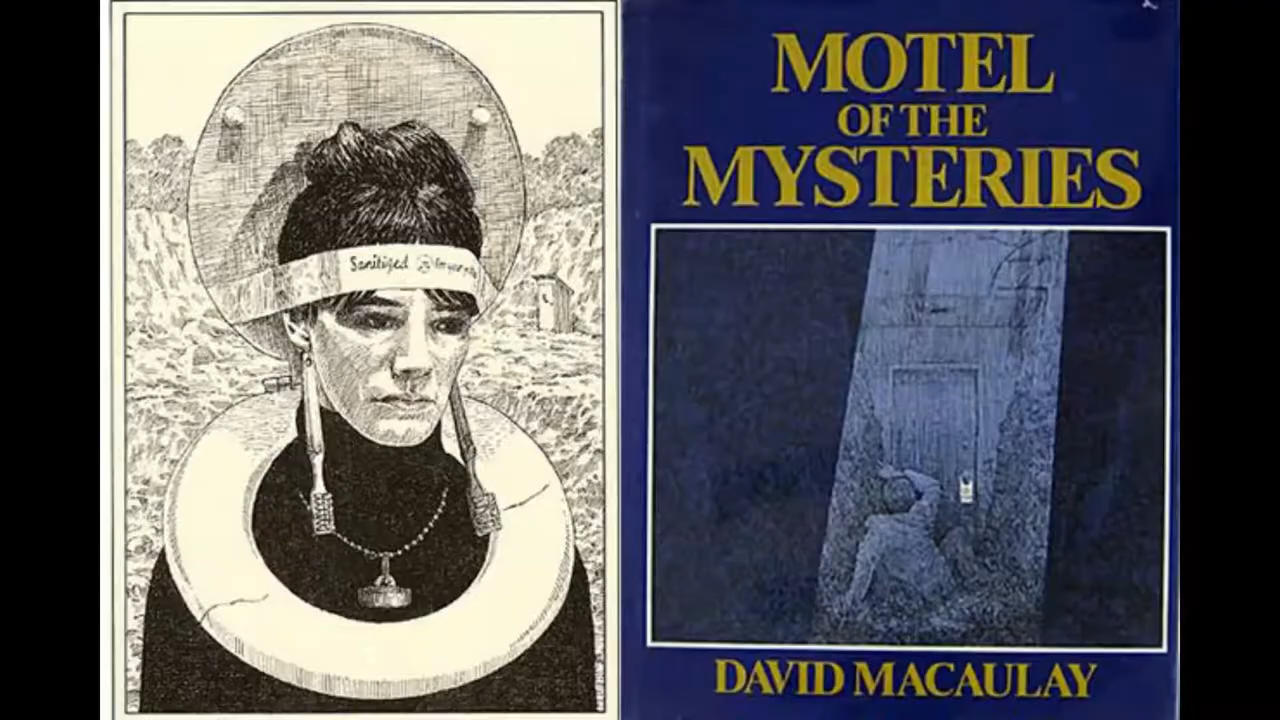 Sanitized
MOTEL
OF THE
MYSTERIES
DAVID MACAULAY